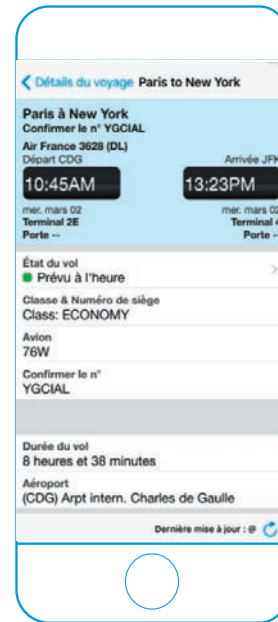 Détails du voyage Paris to New York
Paris à New York
Confirmer le n° YGCIAL
Air France 3628 (DL)
Départ CDG Arrivée JFK
10:45AM 13:23PM
mer. mars 02 mer. mars 02
Terminal 2E Terminal 4
Porte -- Porte --
État du vol
Prévu à l'heure
Classe & Numéro de siège
Class: ECONOMY
Avion
76W
Confirmer le n°
YGCIAL
Durée du vol
8 heures et 38 minutes
Aéroport
(CDG) Arpt intern. Charles de Gaulle
Dernière mise à jour : @